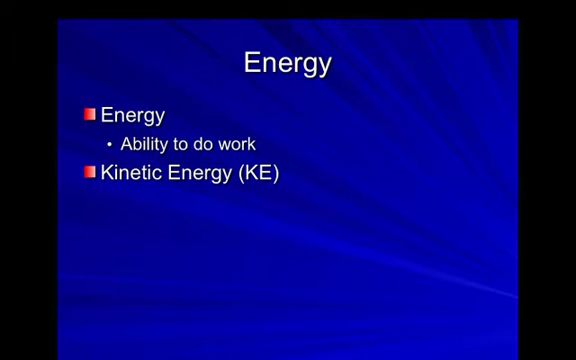 Energy
Energy
• Ability to do work
Kinetic Energy (KE)